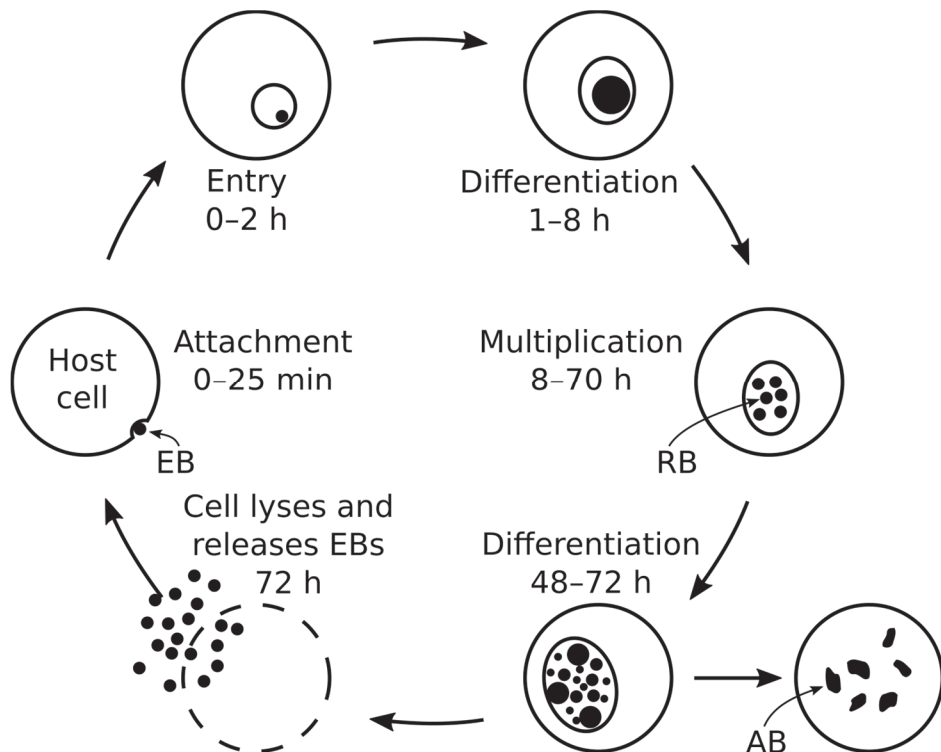 Entry
0–2 h
Differentiation
1–8 h
Host
cell
Attachment
0–25 min
EB
Multiplication
8–70 h
RB
Cell lyses and
releases EBs
72 h
Differentiation
48–72 h
AB